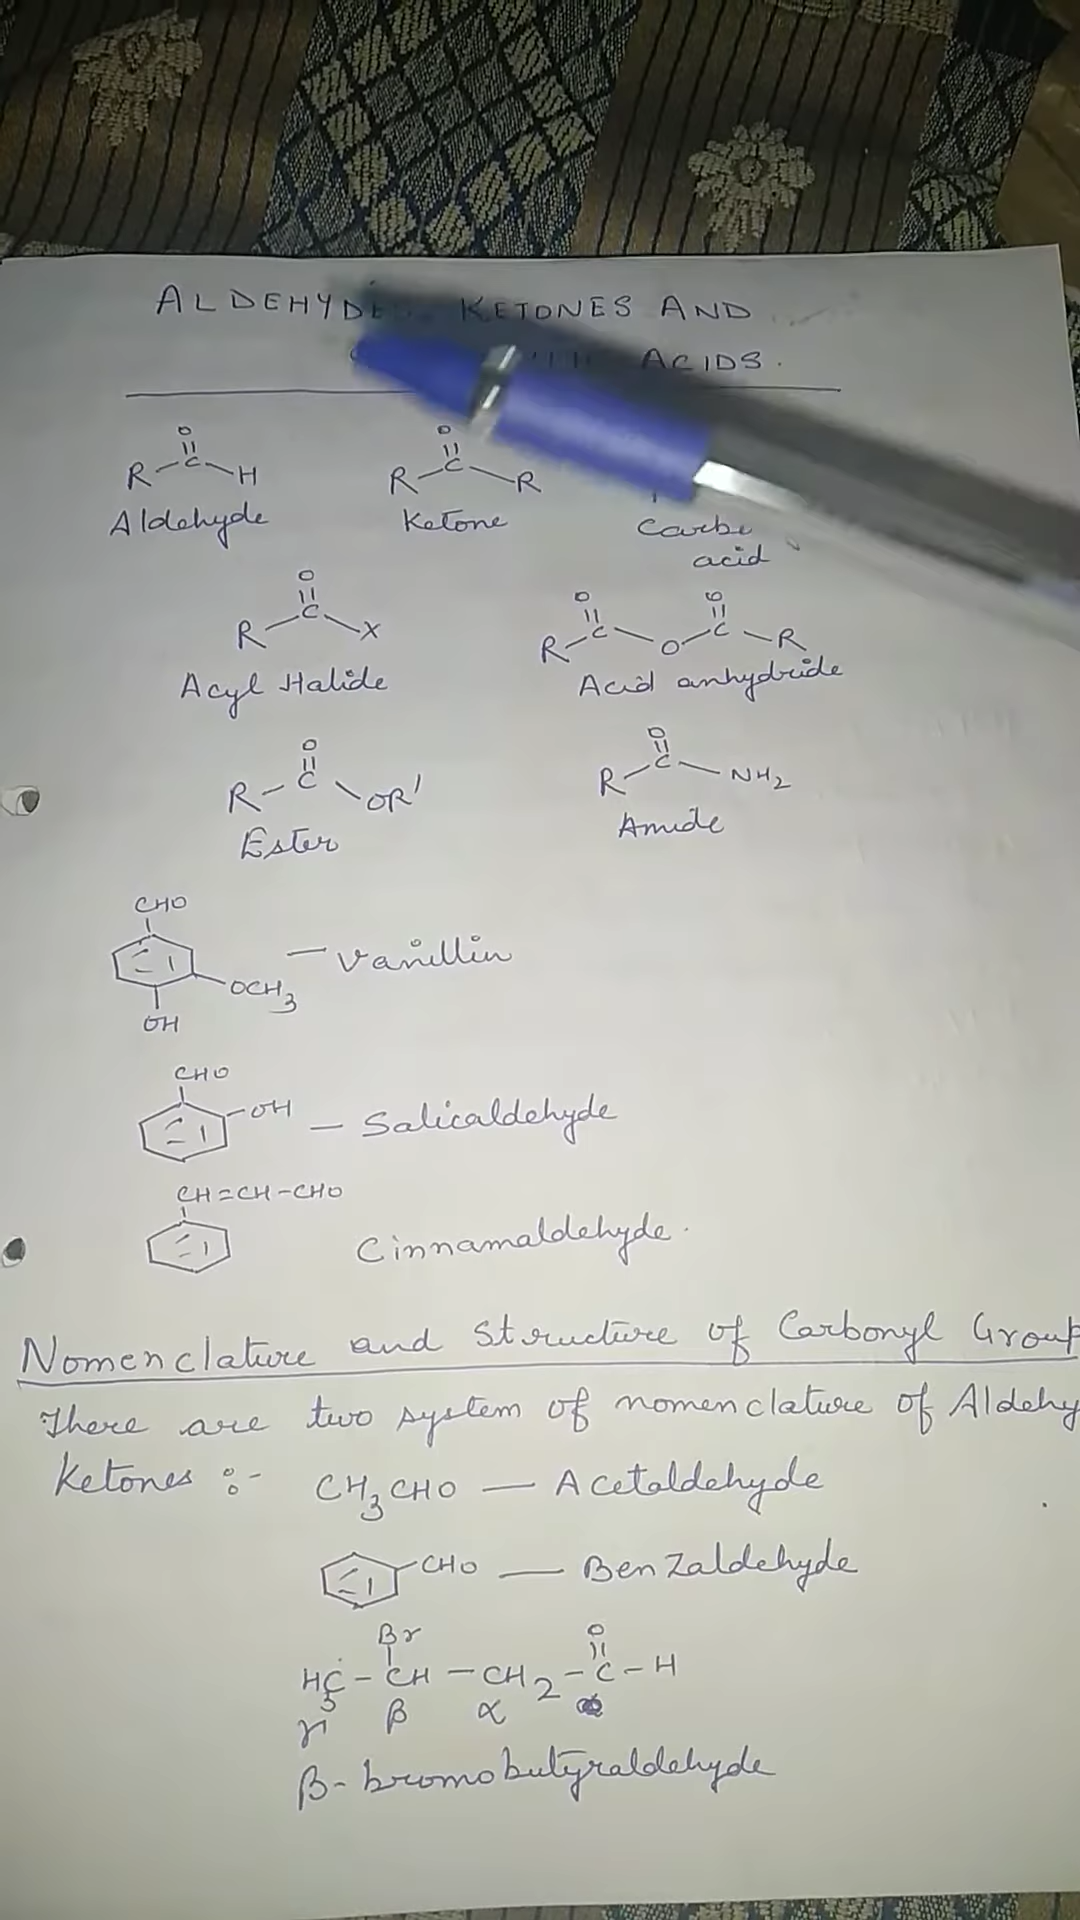 ALDEHYDE KETONES AND
ACIDS.
O O
R-C-H R-C-R
Aldehyde Ketone
acid
O O O
R-C-X R-C-O-C-R
Acyl Halide Acid anhydride
O O
R-C-OR' R-C-NH2
Ester Amide
CHO
- Vanillin
OCH3
OH
CHO
OH - Salicaldehyde
CH=CH-CHO
Cinnamaldehyde.
Nomenclature and Structure of Carbonyl Group
There are two system of nomenclature of Aldehy
Ketones :- CH3CHO - Acetaldehyde
CHO - Benzaldehyde
Br O
H3C-CH-CH2-C-H
γ β α
β-bromobutyraldehyde